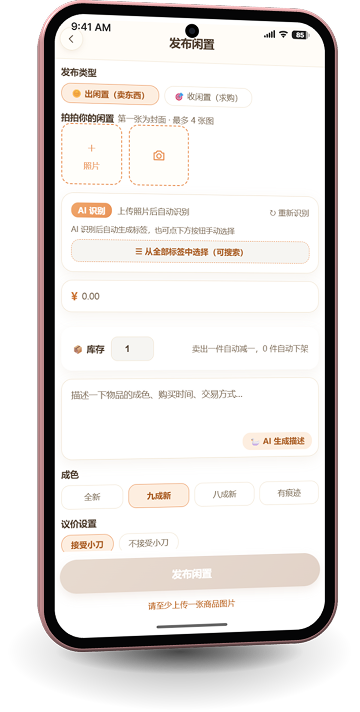 9:41 AM
85
发布闲置
发布类型
出闲置（卖东西） 收闲置（求购）
拍拍你的闲置 第一张为封面 · 最多 4 张图
+
照片
AI 识别 上传照片后自动识别 重新识别
AI 识别后自动生成标签，也可点下方按钮手动选择
☰ 从全部标签中选择（可搜索）
¥ 0.00
库存 1 卖出一件自动减一，0 件自动下架
描述一下物品的成色、购买时间、交易方式...
AI 生成描述
成色
全新 九成新 八成新 有痕迹
议价设置
接受小刀 不接受小刀
发布闲置
请至少上传一张商品图片